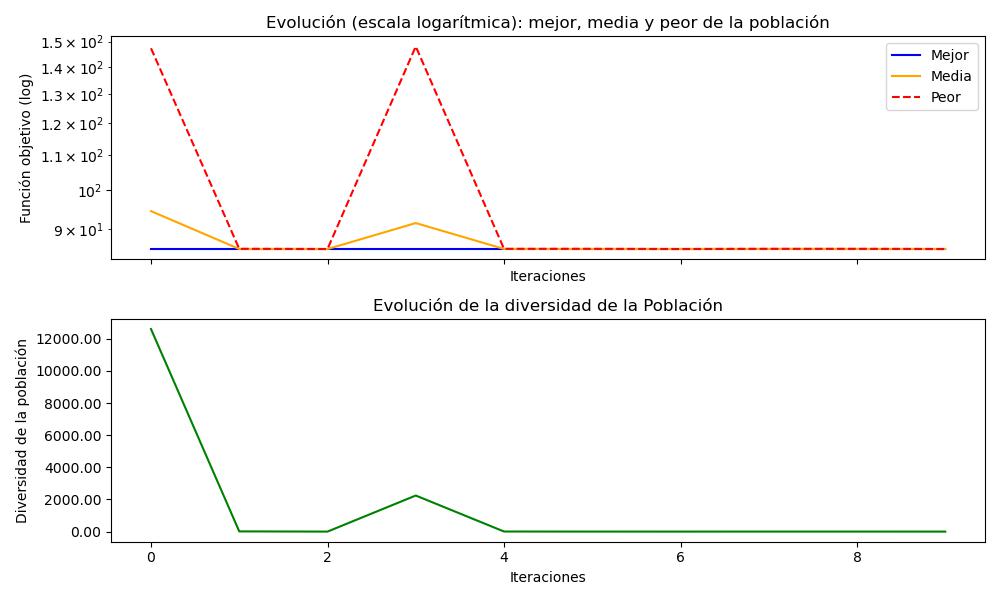 Evolución (escala logarítmica): mejor, media y peor de la población
Función objetivo (log)
1.5 × 10²
1.4 × 10²
1.3 × 10²
1.2 × 10²
1.1 × 10²
10²
9 × 10¹
Mejor
Media
Peor
Iteraciones
Evolución de la diversidad de la Población
Diversidad de la población
12000.00
10000.00
8000.00
6000.00
4000.00
2000.00
0.00
0 2 4 6 8
Iteraciones